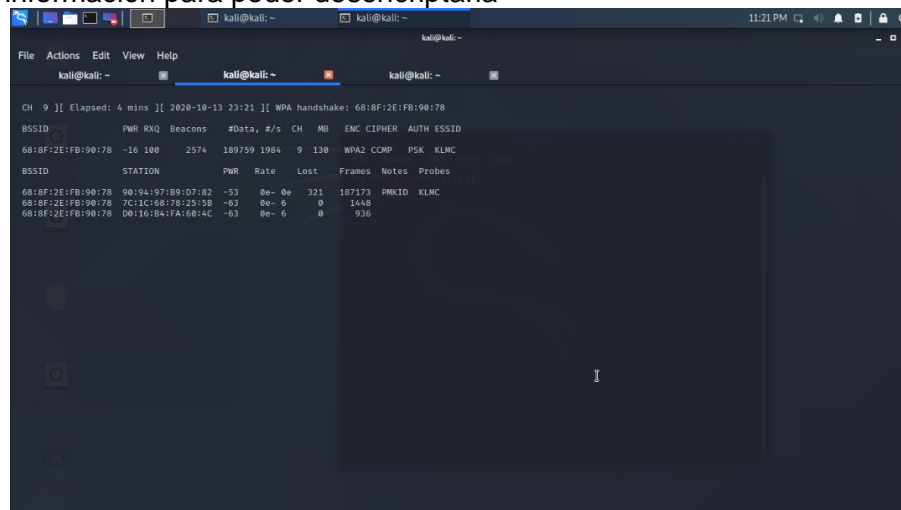 información para poder desencriptarla
kali@kali: ~
kali@kali: ~
11:21 PM
kali@kali: ~
File Actions Edit View Help
kali@kali: ~
kali@kali: ~
kali@kali: ~
CH 9 ][ Elapsed: 4 mins ][ 2020-10-13 23:21 ][ WPA handshake: 68:8F:2E:FB:90:78
BSSID PWR RXQ Beacons #Data, #/s CH MB ENC CIPHER AUTH ESSID
68:8F:2E:FB:90:78 -16 100 2574 189759 1984 9 130 WPA2 CCMP PSK KLMC
BSSID STATION PWR Rate Lost Frames Notes Probes
68:8F:2E:FB:90:78 90:94:97:B9:D7:82 -53 0e- 0e 321 187173 PMKID KLMC
68:8F:2E:FB:90:78 7C:1C:68:78:25:5B -63 0e- 6 0 1448
68:8F:2E:FB:90:78 D0:16:B4:FA:60:4C -63 0e- 6 0 936